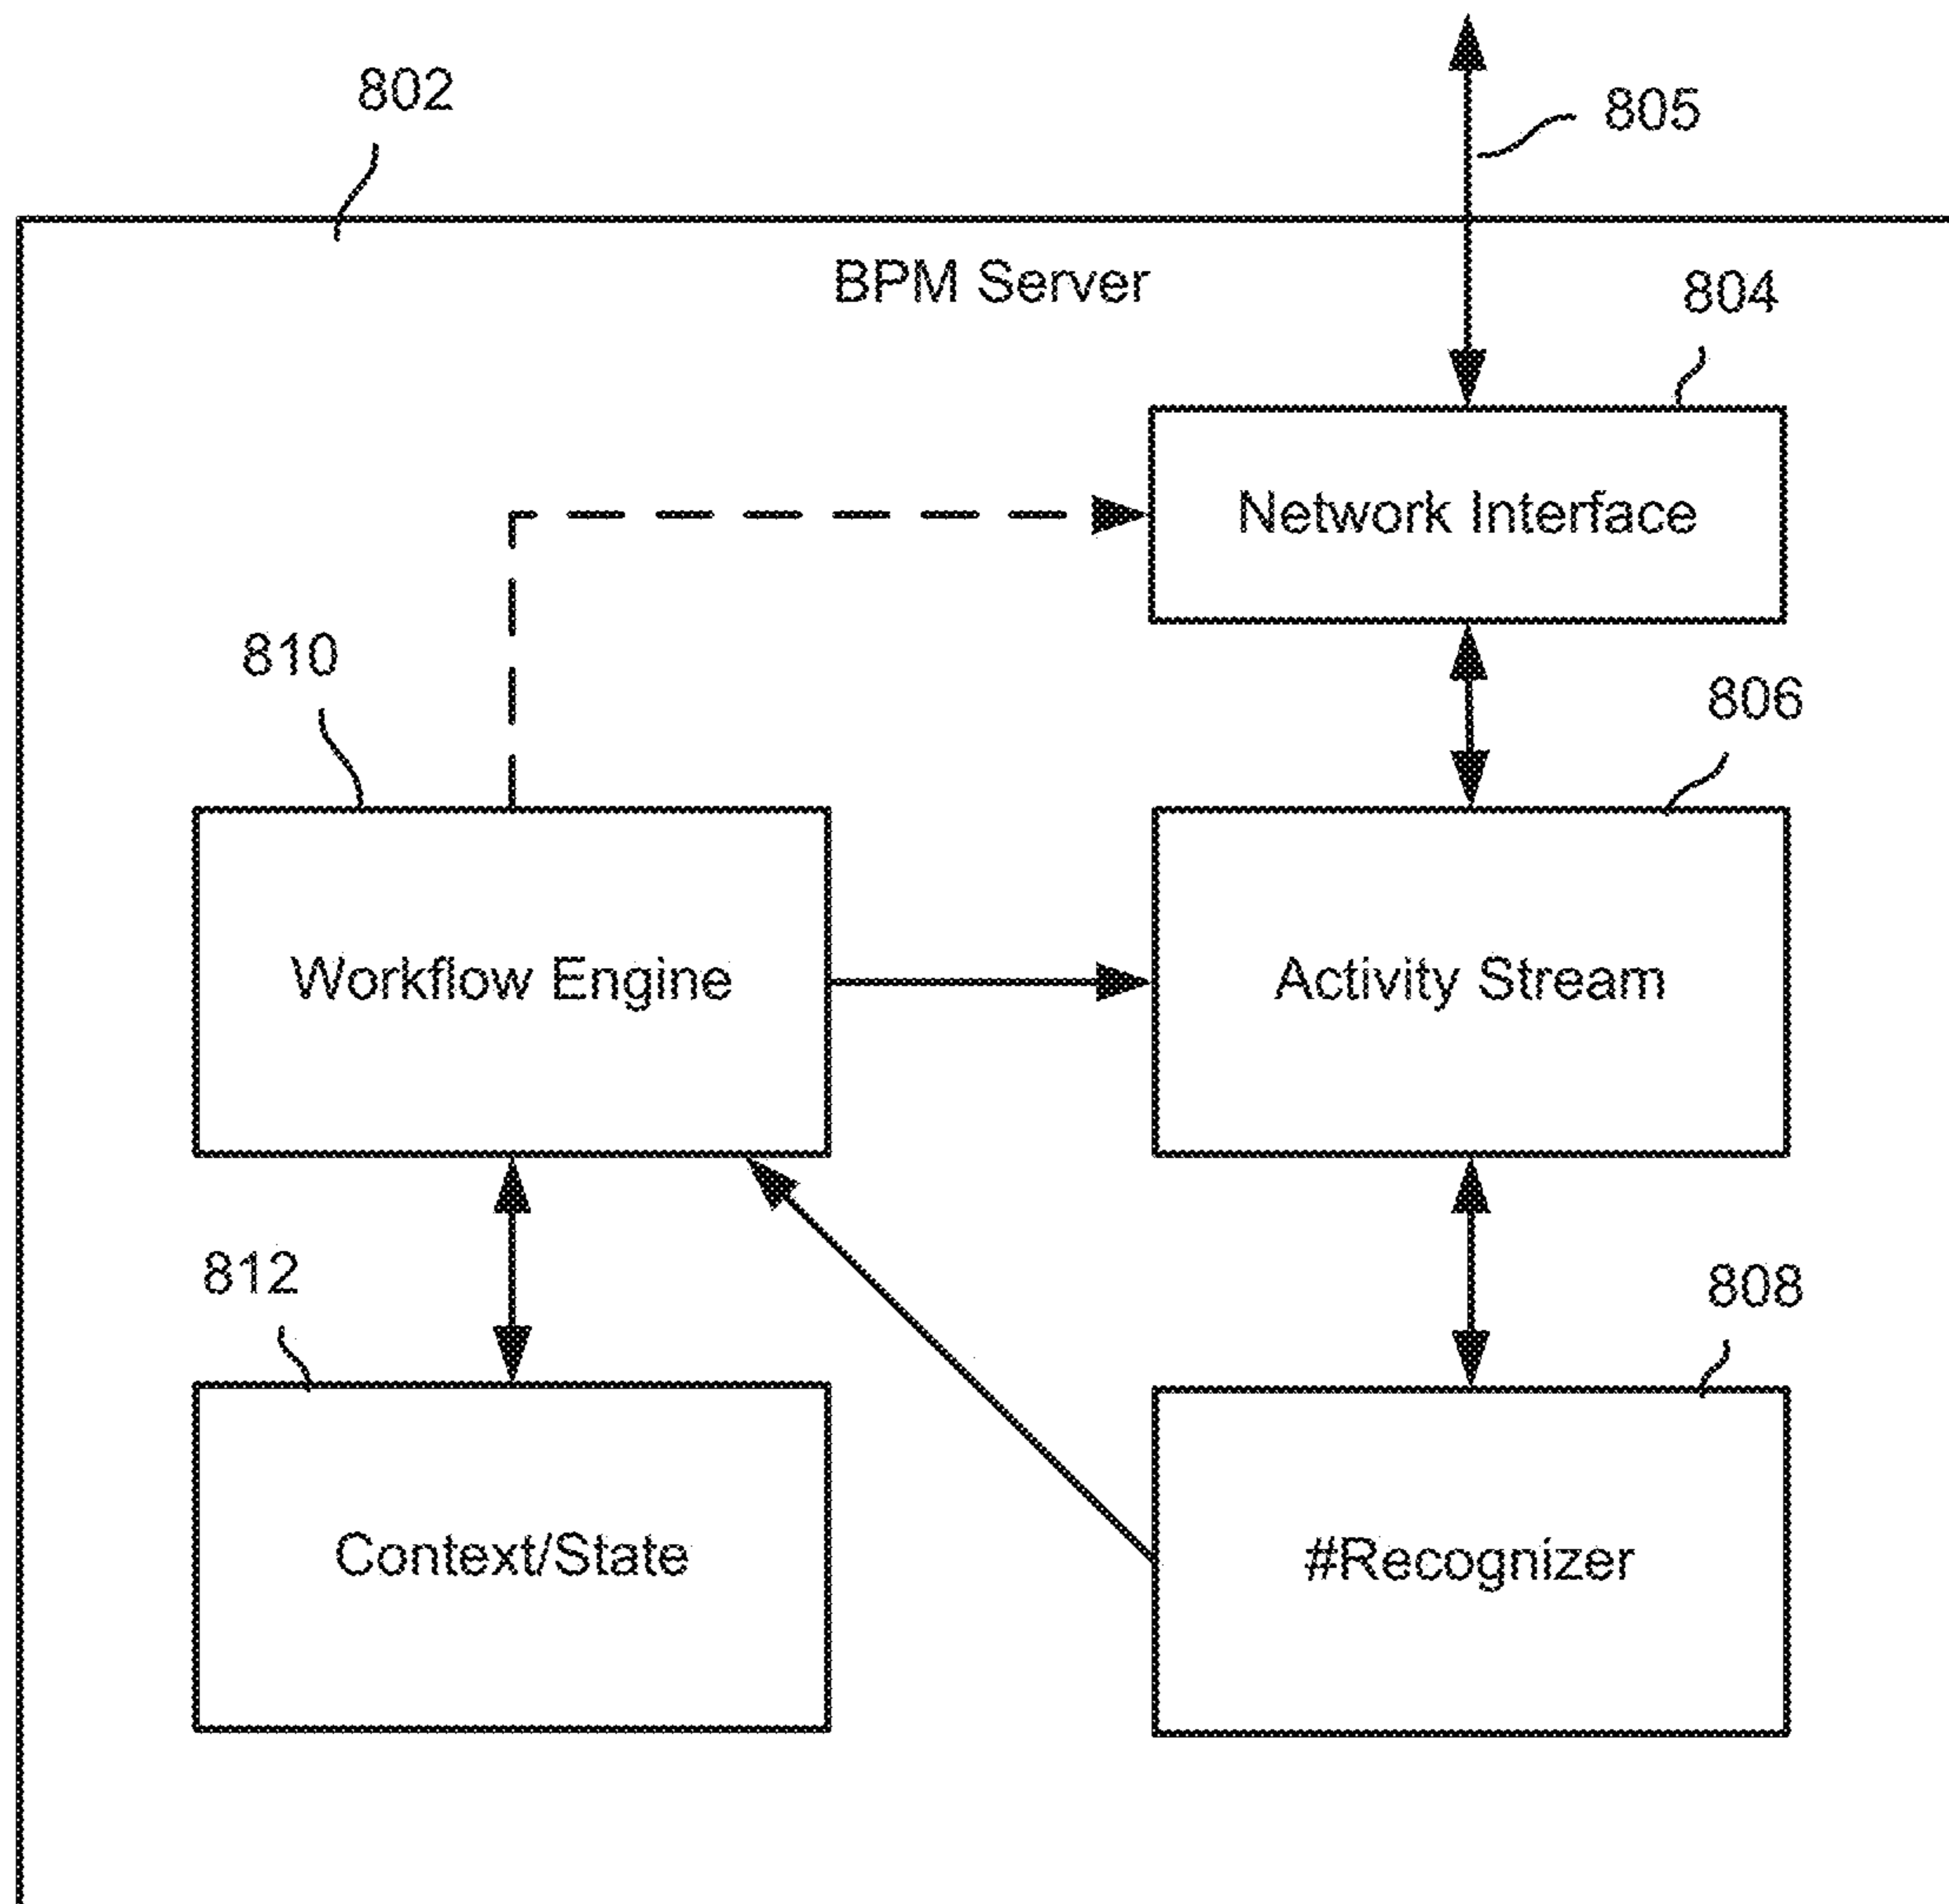 802
805
BPM Server
804
Network Interface
810
806
Workflow Engine
Activity Stream
812
808
Context/State
#Recognizer